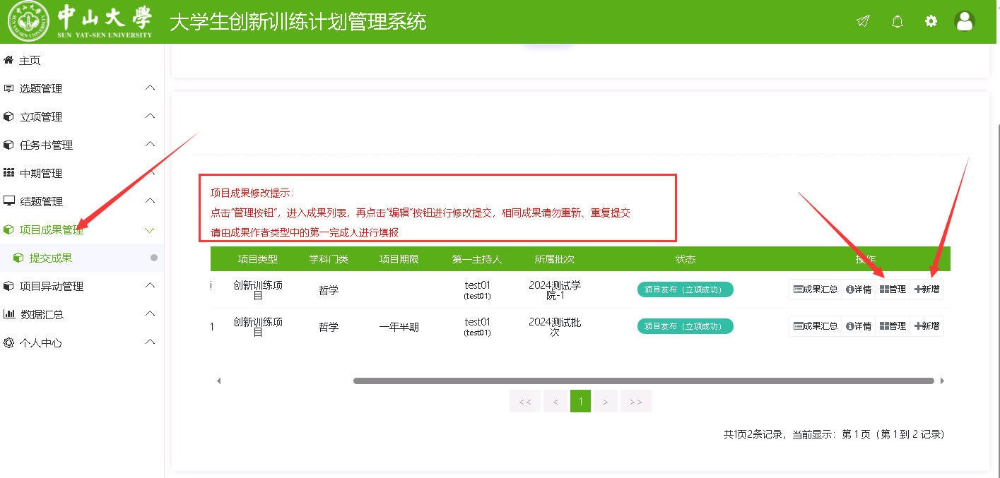 中山大学
SUN YAT-SEN UNIVERSITY
大学生创新训练计划管理系统
主页
选题管理
立项管理
任务书管理
中期管理
结题管理
项目成果管理
提交成果
项目异动管理
数据汇总
个人中心
项目成果修改提示:
点击"管理按钮", 进入成果列表, 再点击"编辑"按钮进行修改提交, 相同成果请勿重新、重复提交
请由成果作者类型中的第一完成人进行填报
项目类型 学科门类 项目期限 第一主持人 所属批次 状态 操作
创新训练项目 哲学 test01 (test01) 2024测试学院-1 项目发布（立项成功） 成果汇总 详情 管理 新增
1 创新训练项目 哲学 一年半期 test01 (test01) 2024测试批次 项目发布（立项成功） 成果汇总 详情 管理 新增
<< < 1 > >>
共1页2条记录, 当前显示: 第 1 页（第 1 到 2 记录）